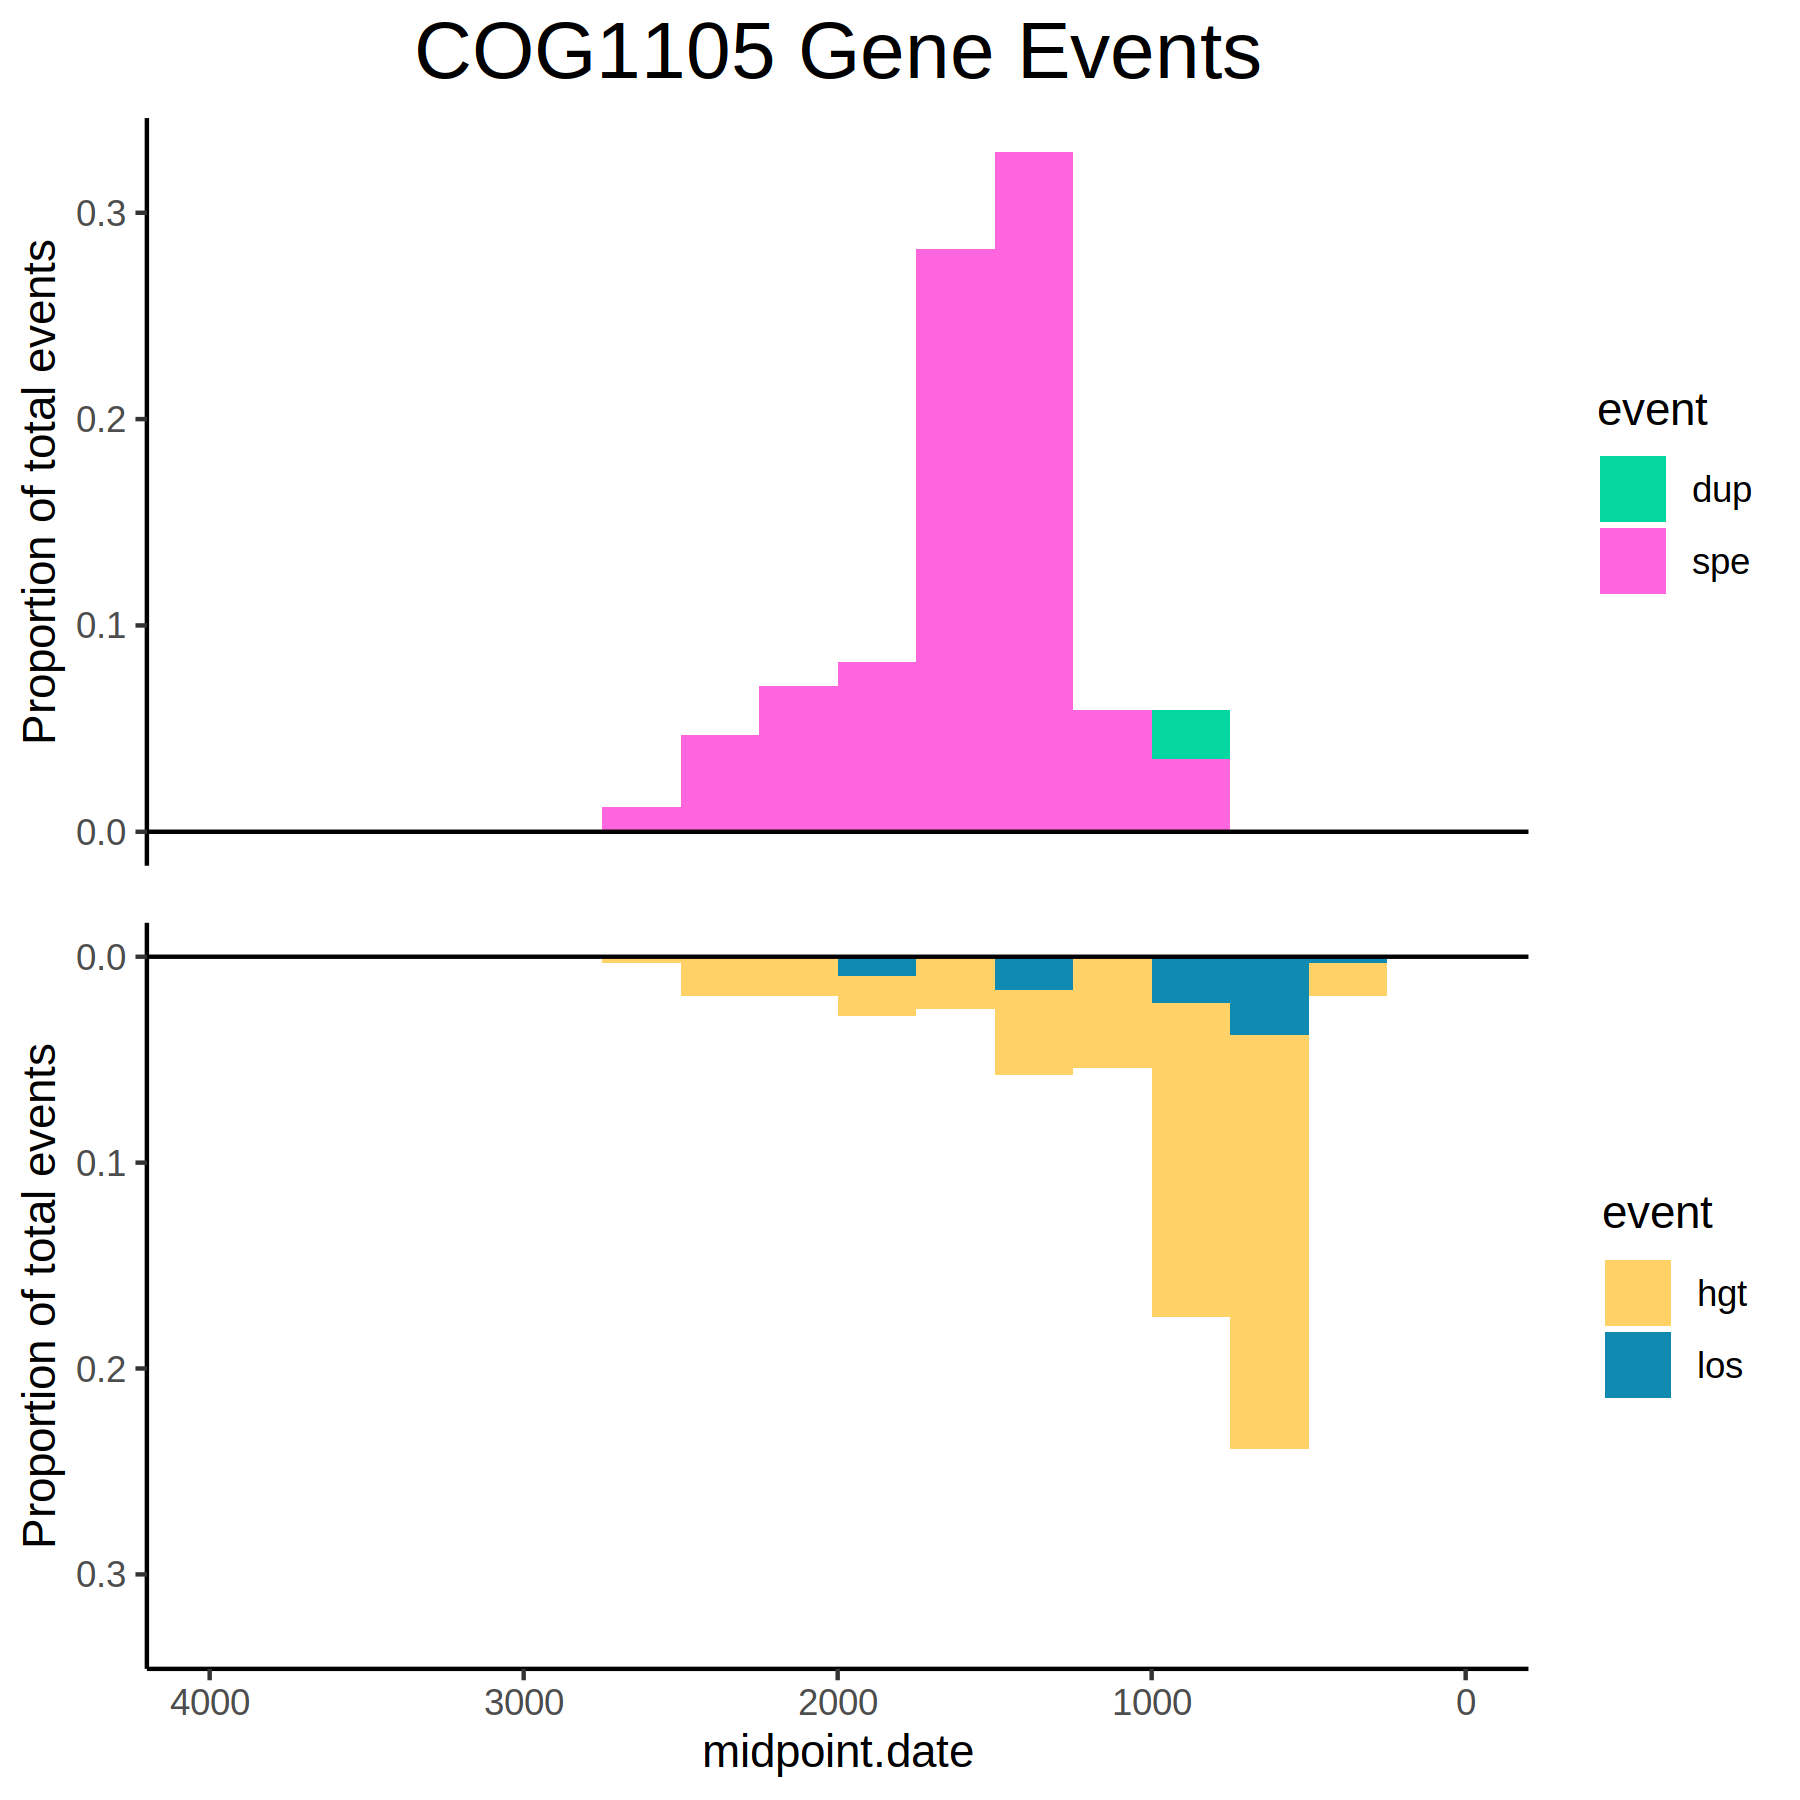 COG1105 Gene Events
Proportion of total events
0.3
0.2
0.1
0.0
event
dup
spe
Proportion of total events
0.0
0.1
0.2
0.3
event
hgt
los
4000 3000 2000 1000 0
midpoint.date